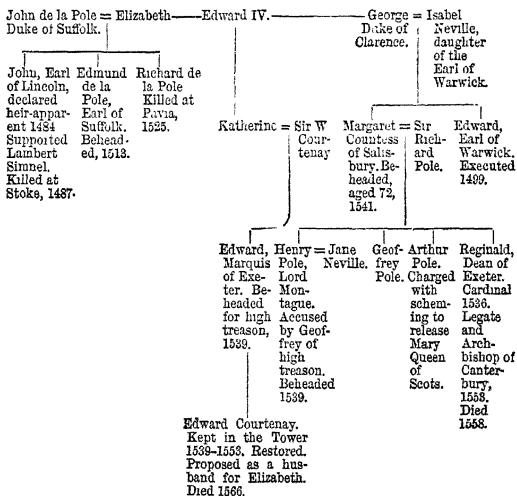 John de la Pole = Elizabeth — Edward IV. — George = Isabel
Duke of Suffolk.
Duke of
Clarence.
Neville,
daughter
of the
Earl of
Warwick.
John, Earl
of Lincoln,
declared
heir-appar-
ent 1484
Supported
Lambert
Simnel.
Killed at
Stoke, 1487.
Edmund
de la
Pole,
Earl of
Suffolk.
Behead-
ed, 1513.
Richard de
la Pole
Killed at
Pavia,
1525.
Katherine = Sir W
Cour-
tenay
Margaret = Sir
Countess
of Salis-
bury. Be-
headed,
aged 72,
1541.
Rich-
ard
Pole.
Edward,
Earl of
Warwick.
Executed
1499.
Edward,
Marquis
of Exe-
ter. Be-
headed
for high
treason,
1539.
Henry = Jane
Pole,
Lord
Mon-
tague.
Accused
by Geof-
frey of
high
treason.
Beheaded
1539.
Neville.
Geof-
frey
Pole.
Arthur
Pole.
Charged
with
schem-
ing to
release
Mary
Queen
of
Scots.
Reginald,
Dean of
Exeter.
Cardinal
1536.
Legate
and
Arch-
bishop of
Canter-
bury,
1553.
Died
1558.
Edward Courtenay.
Kept in the Tower
1539-1553. Restored.
Proposed as a hus-
band for Elizabeth.
Died 1566.